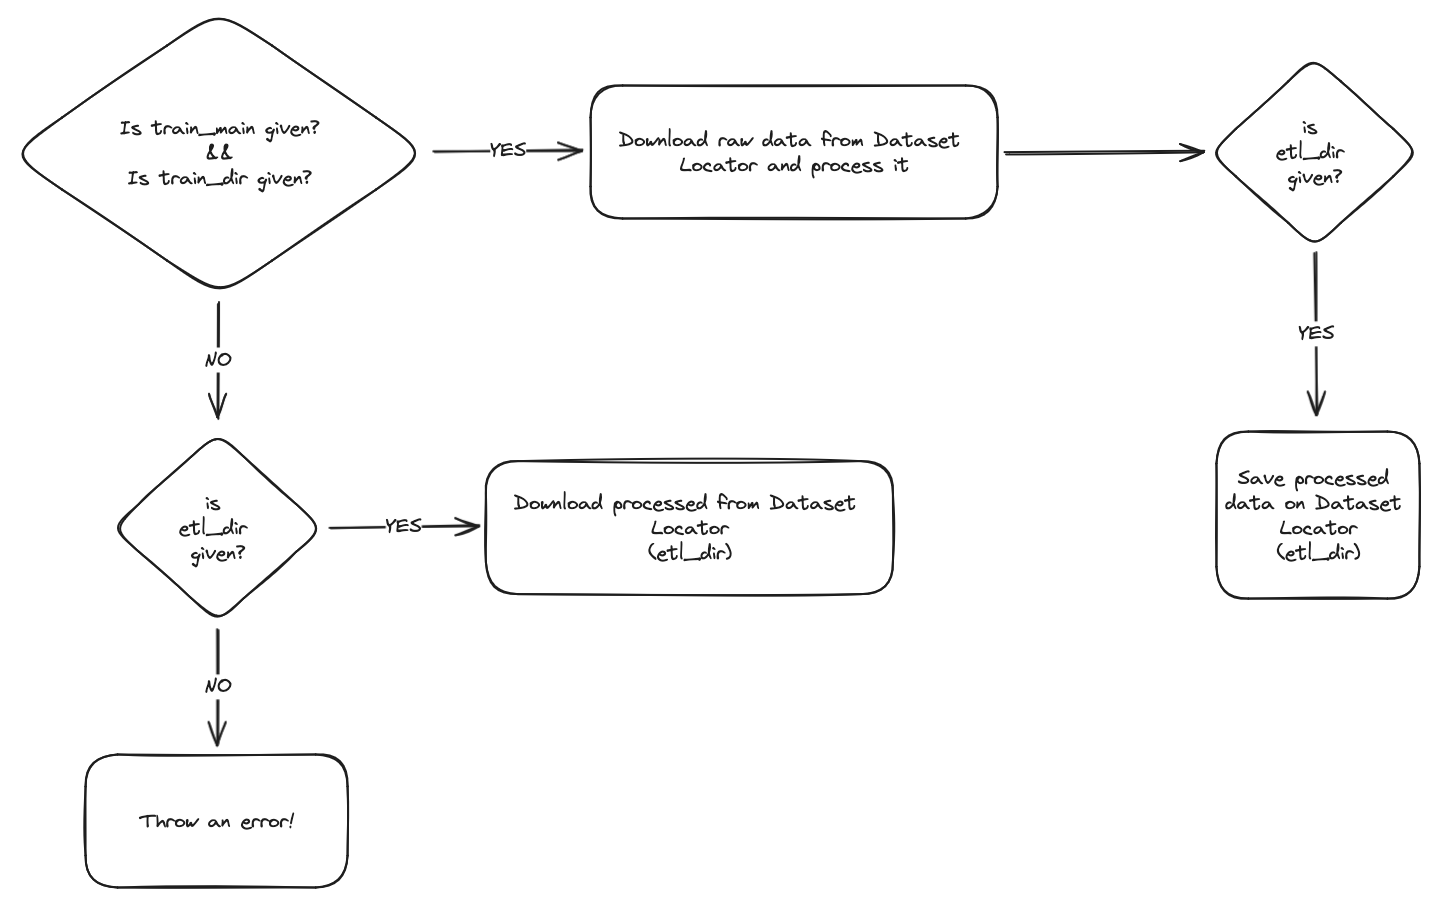 Is train_main given?
&&
Is train_dir given?
YES
Download raw data from Dataset
Locator and process it
is
etl_dir
given?
YES
Save processed
data on Dataset
Locator
(etl_dir)
NO
is
etl_dir
given?
YES
Download processed from Dataset
Locator
(etl_dir)
NO
Throw an error!